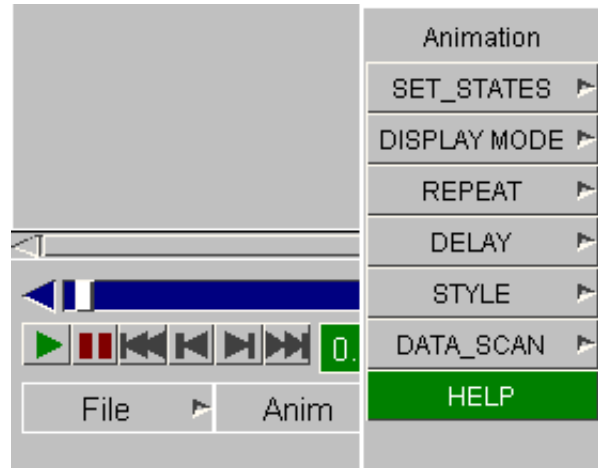 Animation
SET_STATES
DISPLAY MODE
REPEAT
DELAY
STYLE
DATA_SCAN
HELP
0.
File
Anim